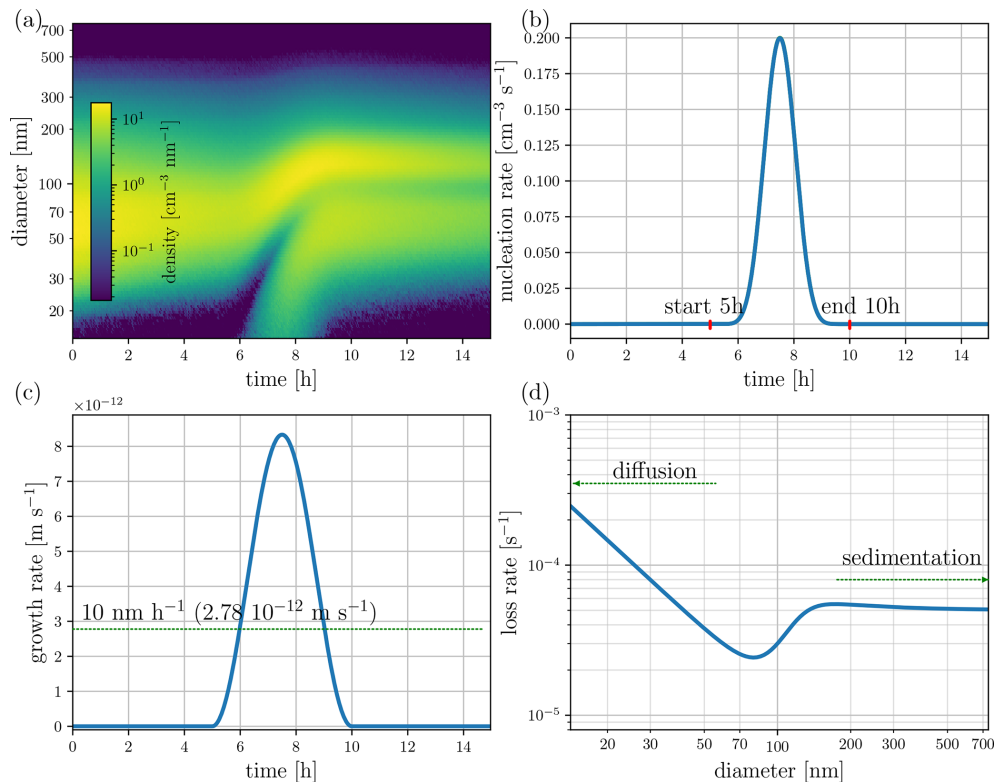 (a)
700
500
300
200
100
70
50
30
20
diameter [nm]
10¹
10⁰
10⁻¹
density [cm⁻³ nm⁻¹]
0 2 4 6 8 10 12 14
time [h]
(b)
0.200
0.175
0.150
0.125
0.100
0.075
0.050
0.025
0.000
nucleation rate [cm⁻³ s⁻¹]
start 5h
end 10h
0 2 4 6 8 10 12 14
time [h]
(c)
×10⁻¹²
8
7
6
5
4
3
2
1
0
growth rate [m s⁻¹]
10 nm h⁻¹ (2.78 10⁻¹² m s⁻¹)
0 2 4 6 8 10 12 14
time [h]
(d)
10⁻³
10⁻⁴
10⁻⁵
loss rate [s⁻¹]
diffusion
sedimentation
20 30 50 70 100 200 300 500 700
diameter [nm]